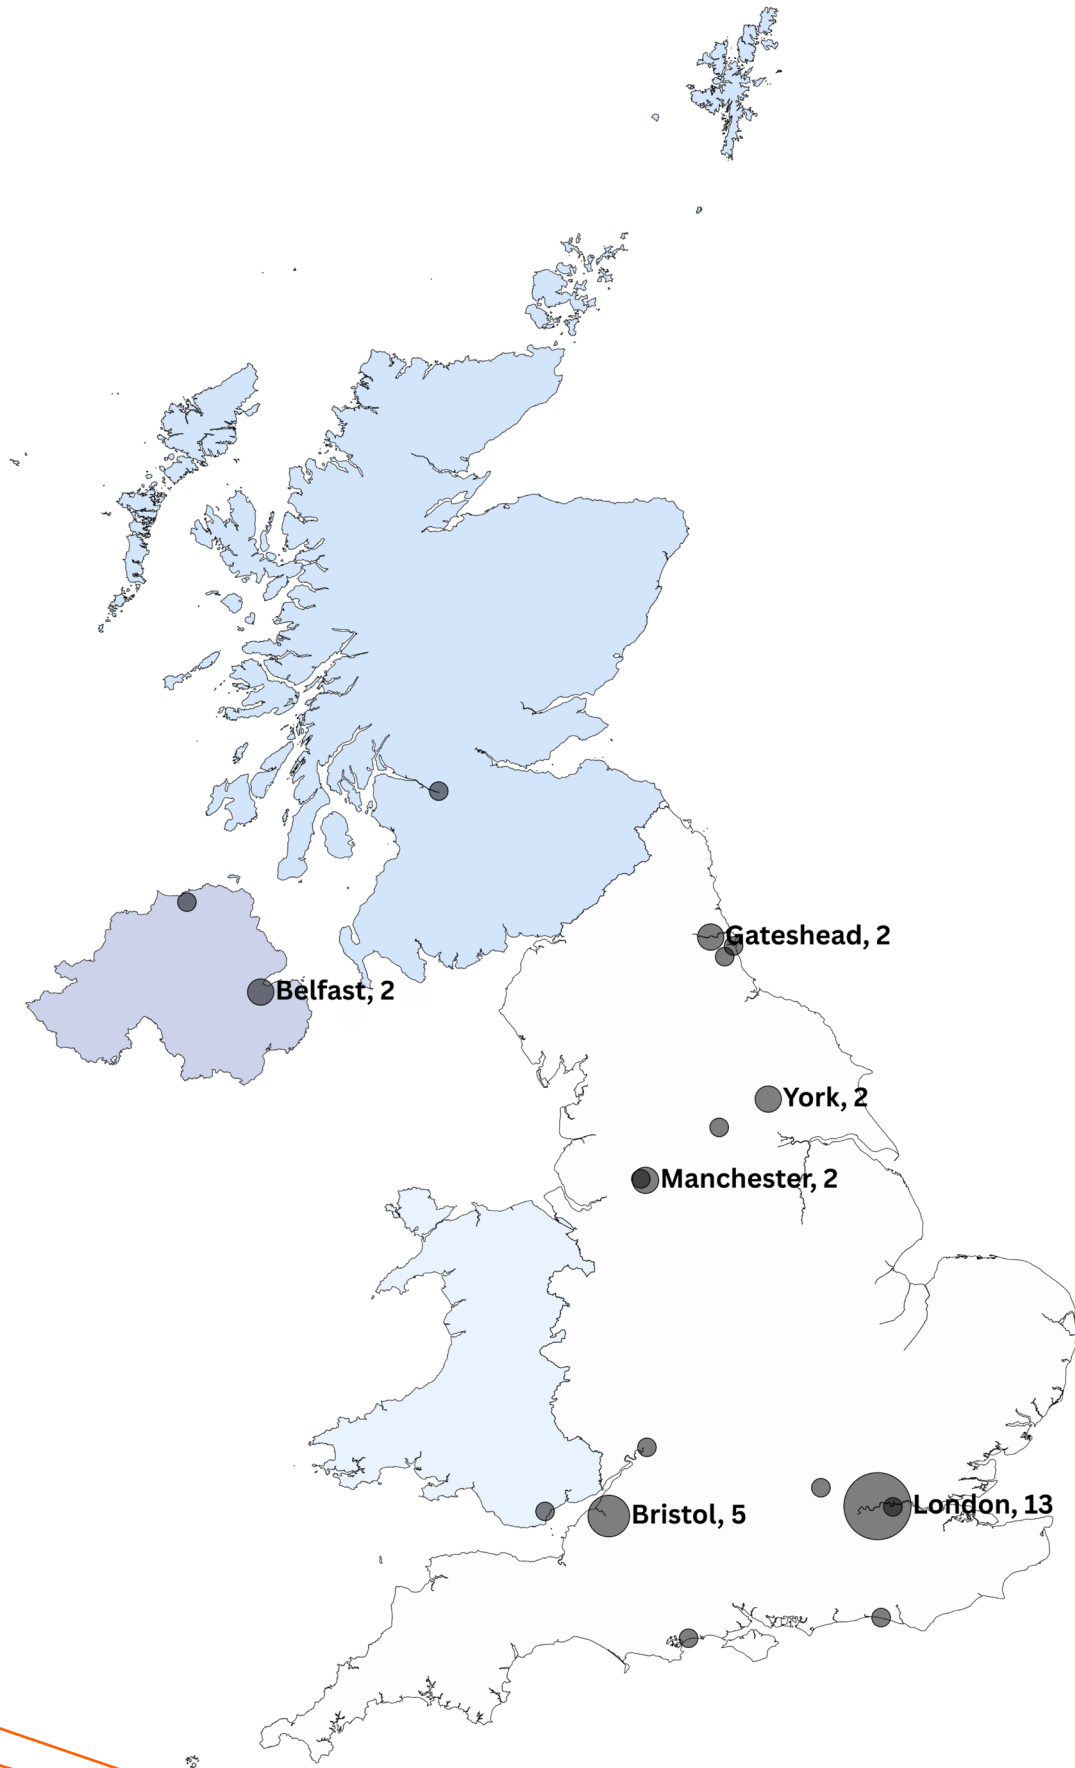 Gateshead, 2
Belfast, 2
York, 2
Manchester, 2
London, 13
Bristol, 5